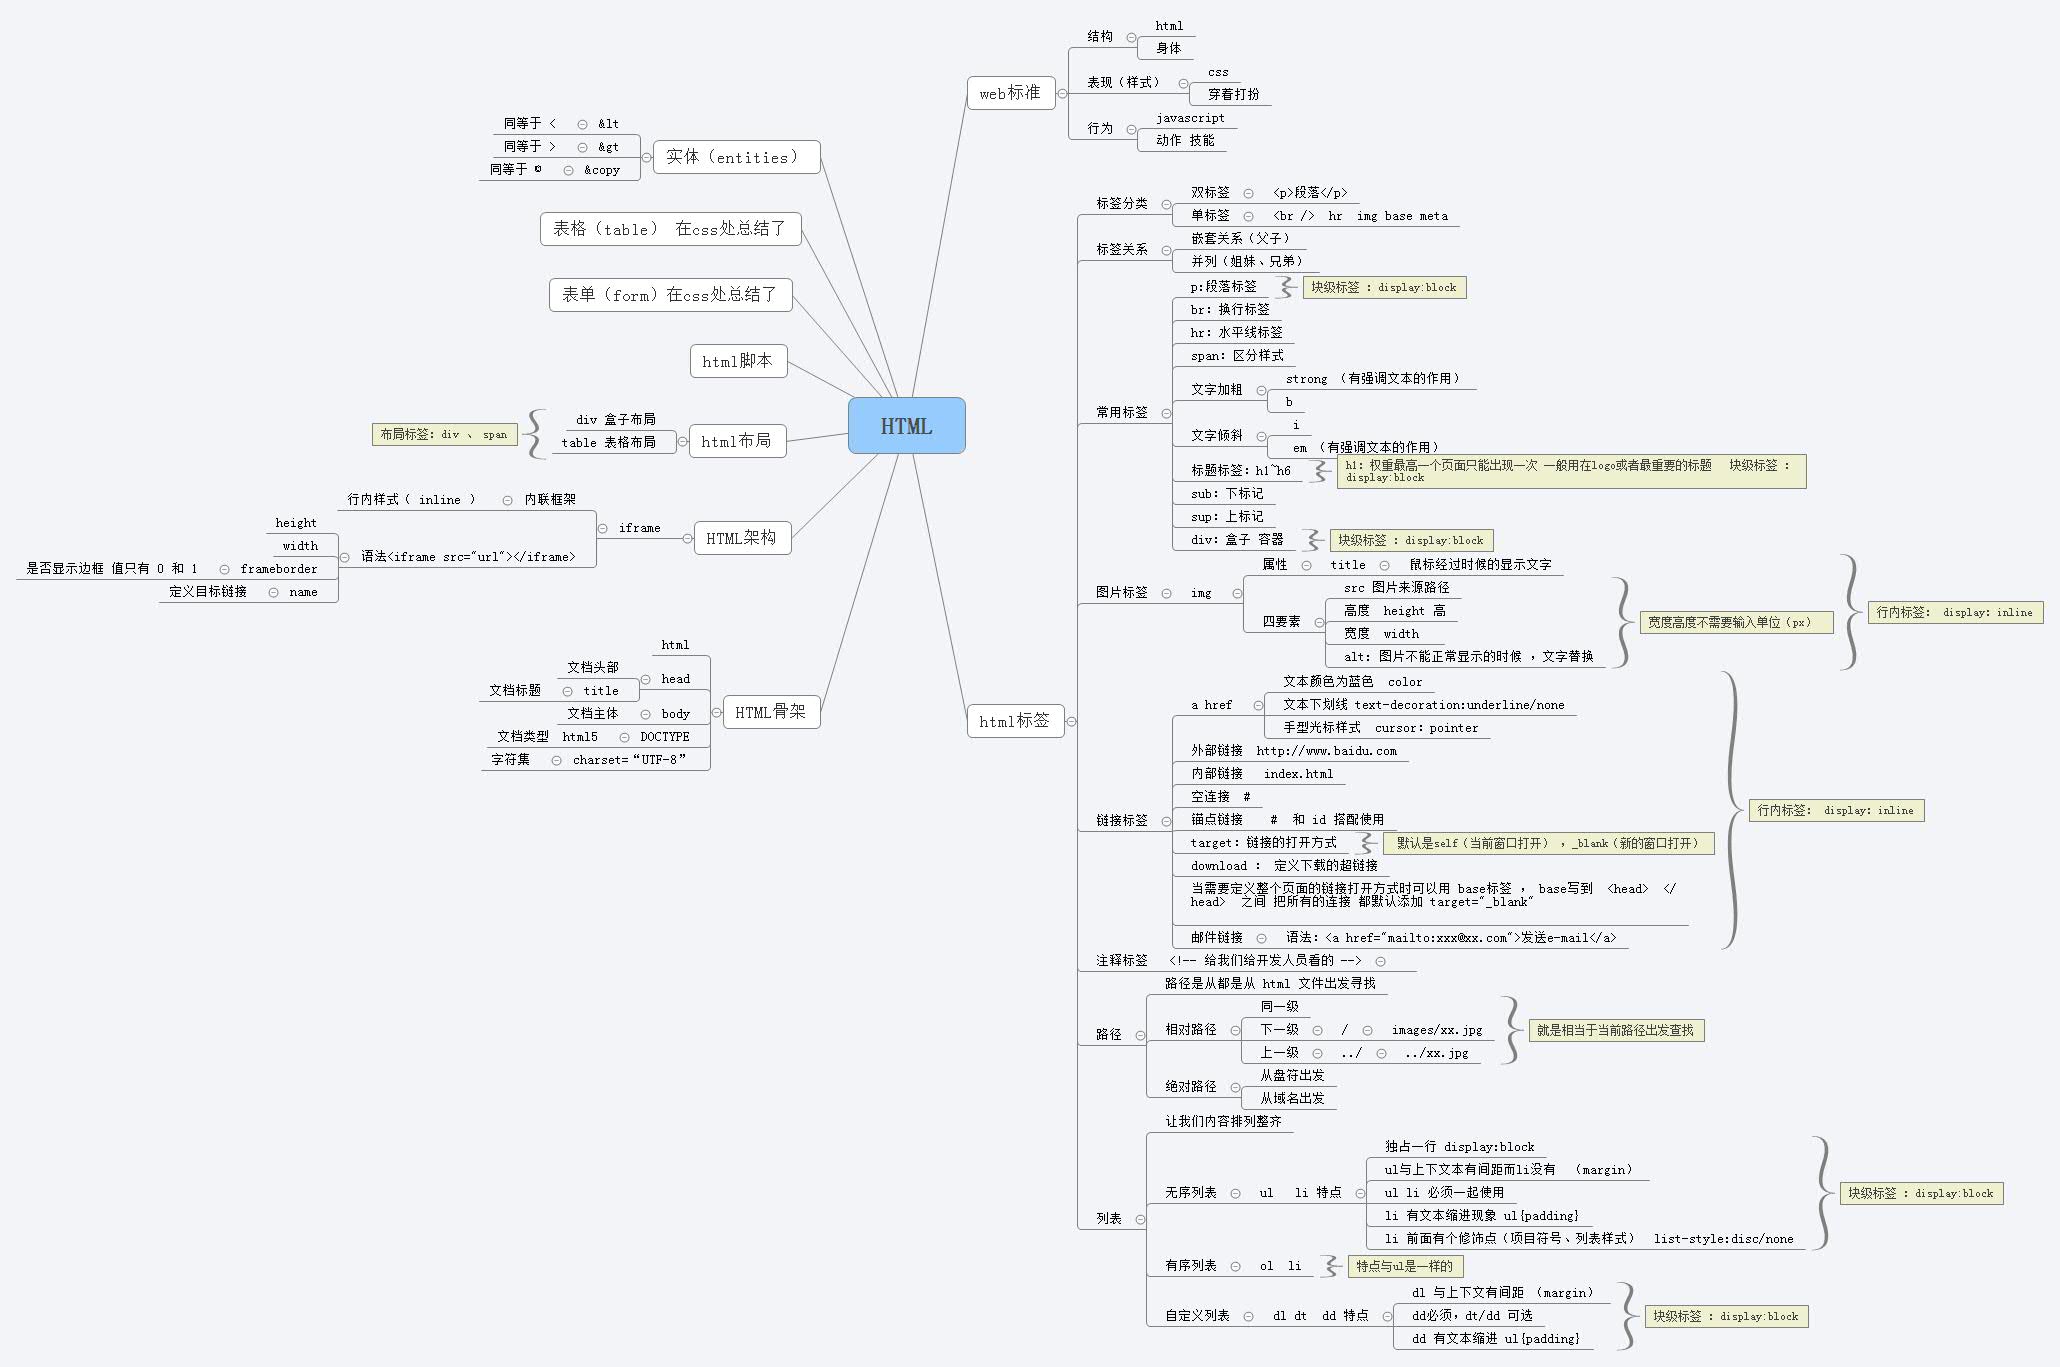 HTML
web标准
结构
html
身体
表现（样式）
css
穿着打扮
行为
javascript
动作 技能
html标签
标签分类
双标签
<p>段落</p>
单标签
<br /> hr img base meta
标签关系
嵌套关系（父子）
并列（姐妹、兄弟）
常用标签
p:段落标签
块级标签 : display:block
br: 换行标签
hr: 水平线标签
span: 区分样式
文字加粗
strong （有强调文本的作用）
b
文字倾斜
i
em （有强调文本的作用）
标题标签: h1~h6
h1: 权重最高一个页面只能出现一次 一般用在logo或者最重要的标题 块级标签 :
display:block
sub: 下标记
sup: 上标记
div: 盒子 容器
块级标签 : display:block
图片标签
img
属性
title
鼠标经过时候的显示文字
四要素
src 图片来源路径
高度 height 高
宽度 width
alt: 图片不能正常显示的时候 ，文字替换
宽度高度不需要输入单位（px）
行内标签: display: inline
链接标签
a href
文本颜色为蓝色 color
文本下划线 text-decoration:underline/none
手型光标样式 cursor: pointer
外部链接 http://www.baidu.com
内部链接 index.html
空连接 #
锚点链接 # 和 id 搭配使用
target: 链接的打开方式
默认是self（当前窗口打开） ，_blank（新的窗口打开）
download : 定义下载的超链接
当需要定义整个页面的链接打开方式时可以用 base标签 ， base写到 <head> </
head> 之间 把所有的连接 都默认添加 target="_blank"
邮件链接
语法: <a href="mailto:xxx@xx.com">发送e-mail</a>
行内标签: display: inline
注释标签 <!-- 给我们给开发人员看的 -->
路径
路径是从都是从 html 文件出发寻找
相对路径
同一级
下一级
/
images/xx.jpg
上一级
../
../xx.jpg
就是相当于当前路径出发查找
绝对路径
从盘符出发
从域名出发
列表
让我们内容排列整齐
无序列表
ul li 特点
独占一行 display:block
ul与上下文本有间距而li没有 （margin）
ul li 必须一起使用
li 有文本缩进现象 ul{padding}
li 前面有个修饰点（项目符号、列表样式） list-style:disc/none
块级标签 : display:block
有序列表
ol li
特点与ul是一样的
自定义列表
dl dt dd 特点
dl 与上下文有间距 （margin）
dd必须，dt/dd 可选
dd 有文本缩进 ul{padding}
块级标签 : display:block
实体（entities）
&lt
同等于 <
&gt
同等于 >
&copy
同等于 ©
表格（table） 在css处总结了
表单（form）在css处总结了
html脚本
html布局
div 盒子布局
table 表格布局
布局标签: div 、 span
HTML架构
iframe
内联框架
行内样式（ inline ）
语法<iframe src="url"></iframe>
height
width
frameborder
是否显示边框 值只有 0 和 1
name
定义目标链接
HTML骨架
html
head
文档头部
title
文档标题
body
文档主体
DOCTYPE
文档类型 html5
charset=“UTF-8”
字符集